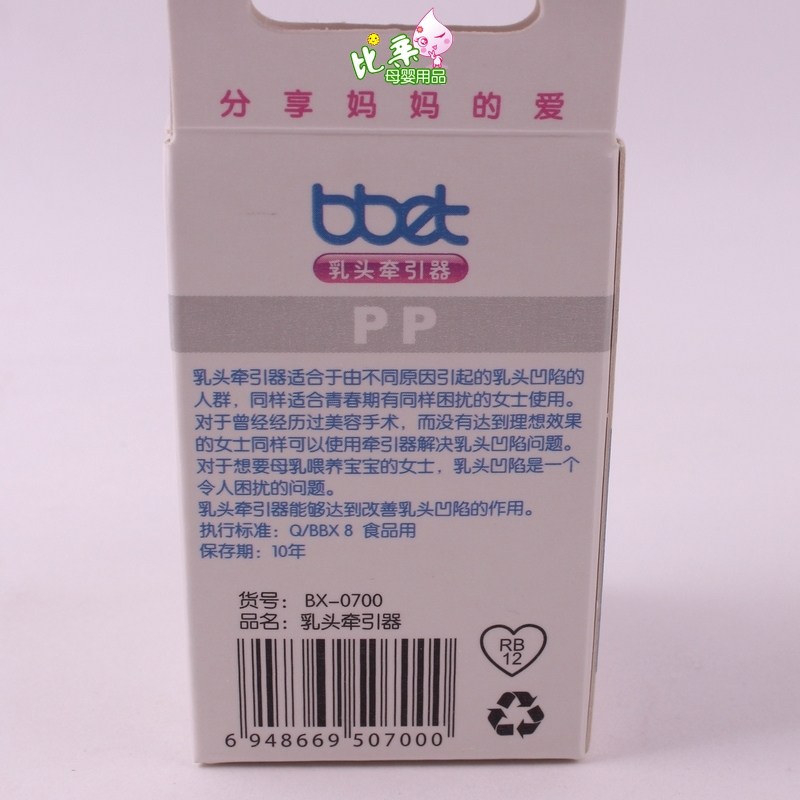 比乐
母婴用品
分享妈妈的爱
bbet
乳头牵引器
PP
乳头牵引器适合于由不同原因引起的乳头凹陷的
人群，同样适合青春期有同样困扰的女士使用。
对于曾经经历过美容手术，而没有达到理想效果
的女士同样可以使用牵引器解决乳头凹陷问题。
对于想要母乳喂养宝宝的女士，乳头凹陷是一个
令人困扰的问题。
乳头牵引器能够达到改善乳头凹陷的作用。
执行标准：Q/BBX 8 食品用
保存期：10年
货号： BX-0700
品名：乳头牵引器
RB
12
6 948669 507000